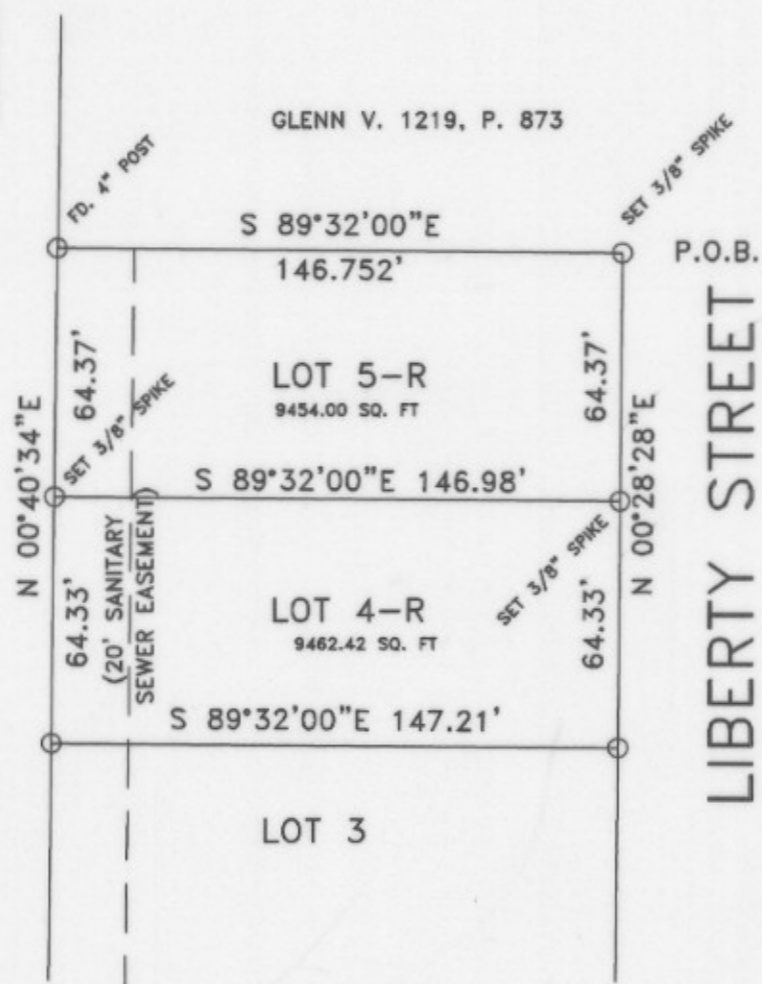 GLENN V. 1219, P. 873
FD. 4" POST
SET 3/8" SPIKE
S 89°32'00"E
146.752'
P.O.B.
64.37'
LOT 5-R
9454.00 SQ. FT
64.37'
SET 3/8" SPIKE
N 00°40'34"E
S 89°32'00"E 146.98'
N 00°28'28"E
LIBERTY STREET
64.33'
(20' SANITARY
SEWER EASEMENT)
LOT 4-R
9462.42 SQ. FT
SET 3/8" SPIKE
64.33'
S 89°32'00"E 147.21'
LOT 3